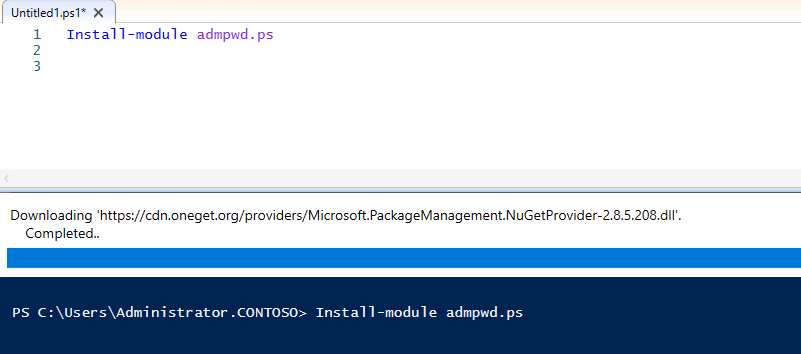 Untitled1.ps1* X
1 Install-module admpwd.ps
2
3
Downloading 'https://cdn.oneget.org/providers/Microsoft.PackageManagement.NuGetProvider-2.8.5.208.dll'.
Completed..
PS C:\Users\Administrator.CONTOSO> Install-module admpwd.ps